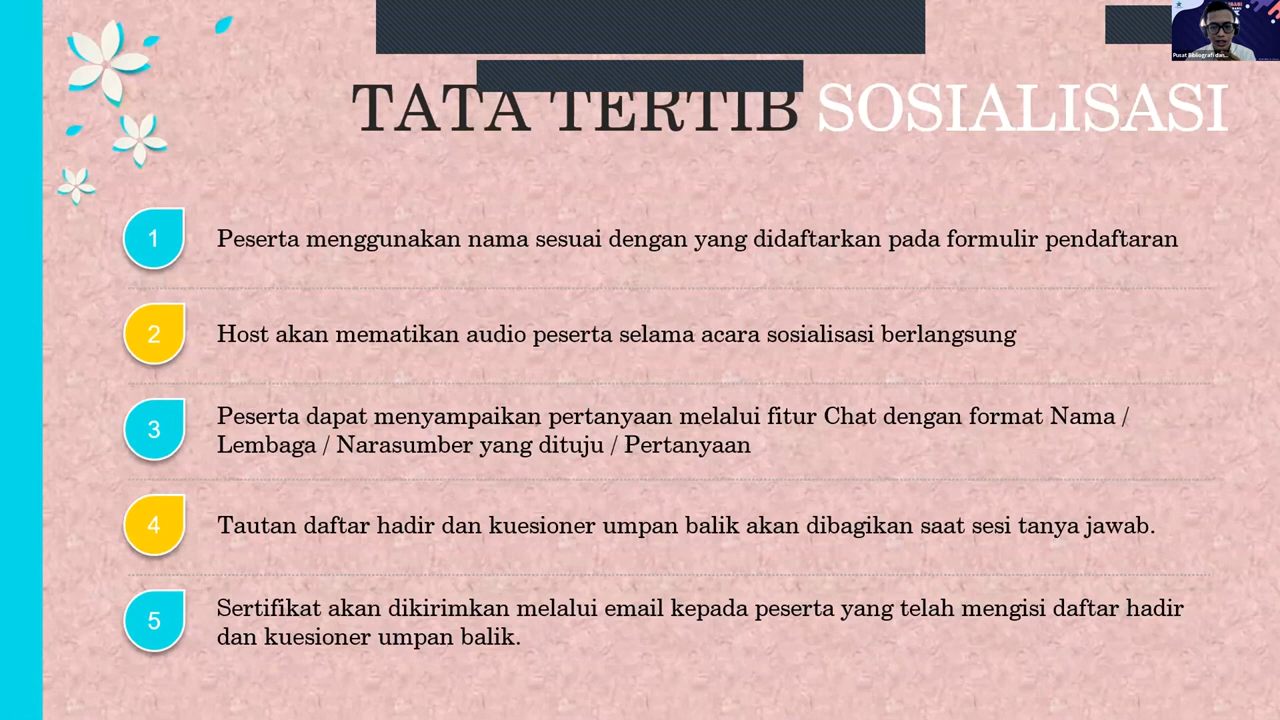 TATA TERTIB SOSIALISASI
1
Peserta menggunakan nama sesuai dengan yang didaftarkan pada formulir pendaftaran
2
Host akan mematikan audio peserta selama acara sosialisasi berlangsung
3
Peserta dapat menyampaikan pertanyaan melalui fitur Chat dengan format Nama /
Lembaga / Narasumber yang dituju / Pertanyaan
4
Tautan daftar hadir dan kuesioner umpan balik akan dibagikan saat sesi tanya jawab.
5
Sertifikat akan dikirimkan melalui email kepada peserta yang telah mengisi daftar hadir
dan kuesioner umpan balik.
Pusat Bibliografi dan...